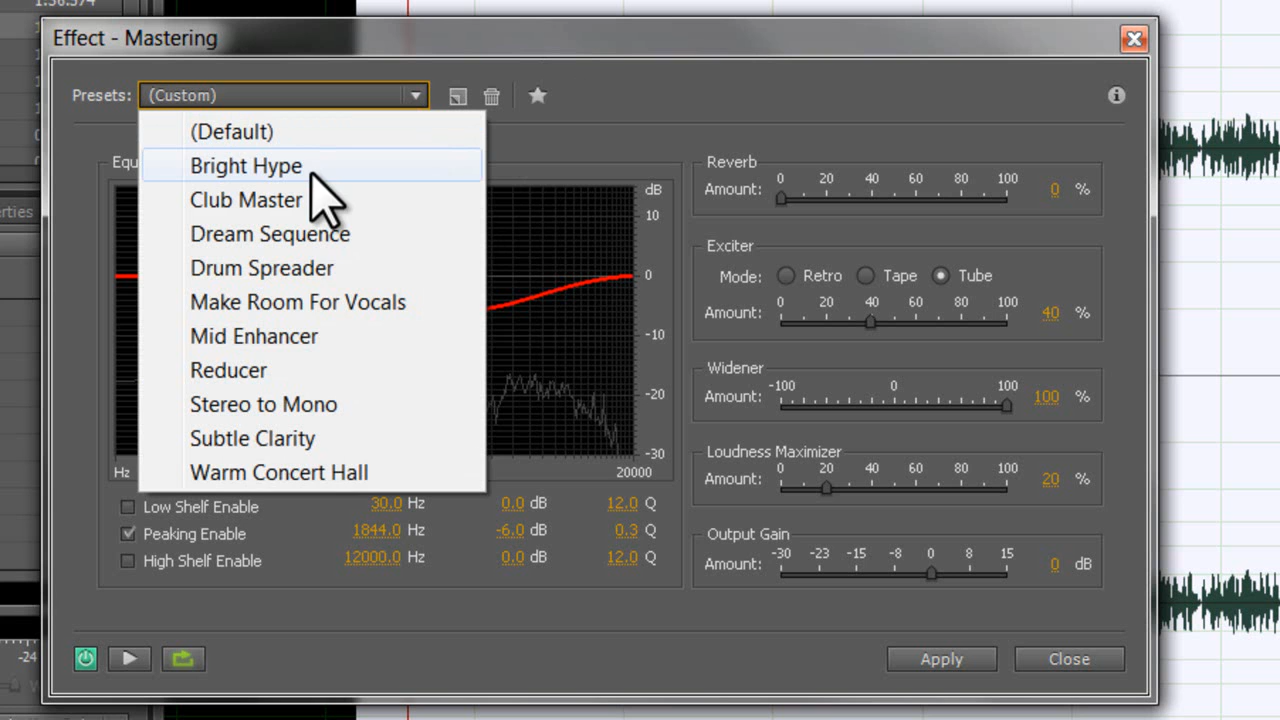 1:36.374
Effect - Mastering
Presets: (Custom)
(Default)
Bright Hype
Club Master
Dream Sequence
Drum Spreader
Make Room For Vocals
Mid Enhancer
Reducer
Stereo to Mono
Subtle Clarity
Warm Concert Hall
Equ
dB
10
0
-10
-20
-30
Hz
20000
Low Shelf Enable 30.0 Hz 0.0 dB 12.0 Q
Peaking Enable 1844.0 Hz -6.0 dB 0.3 Q
High Shelf Enable 12000.0 Hz 0.0 dB 12.0 Q
Reverb
0 20 40 60 80 100
Amount: 0 %
Exciter
Mode: Retro Tape Tube
0 20 40 60 80 100
Amount: 40 %
Widener
-100 0 100
Amount: 100 %
Loudness Maximizer
0 20 40 60 80 100
Amount: 20 %
Output Gain
-30 -23 -15 -8 0 8 15
Amount: 0 dB
Apply
Close
erties
-24